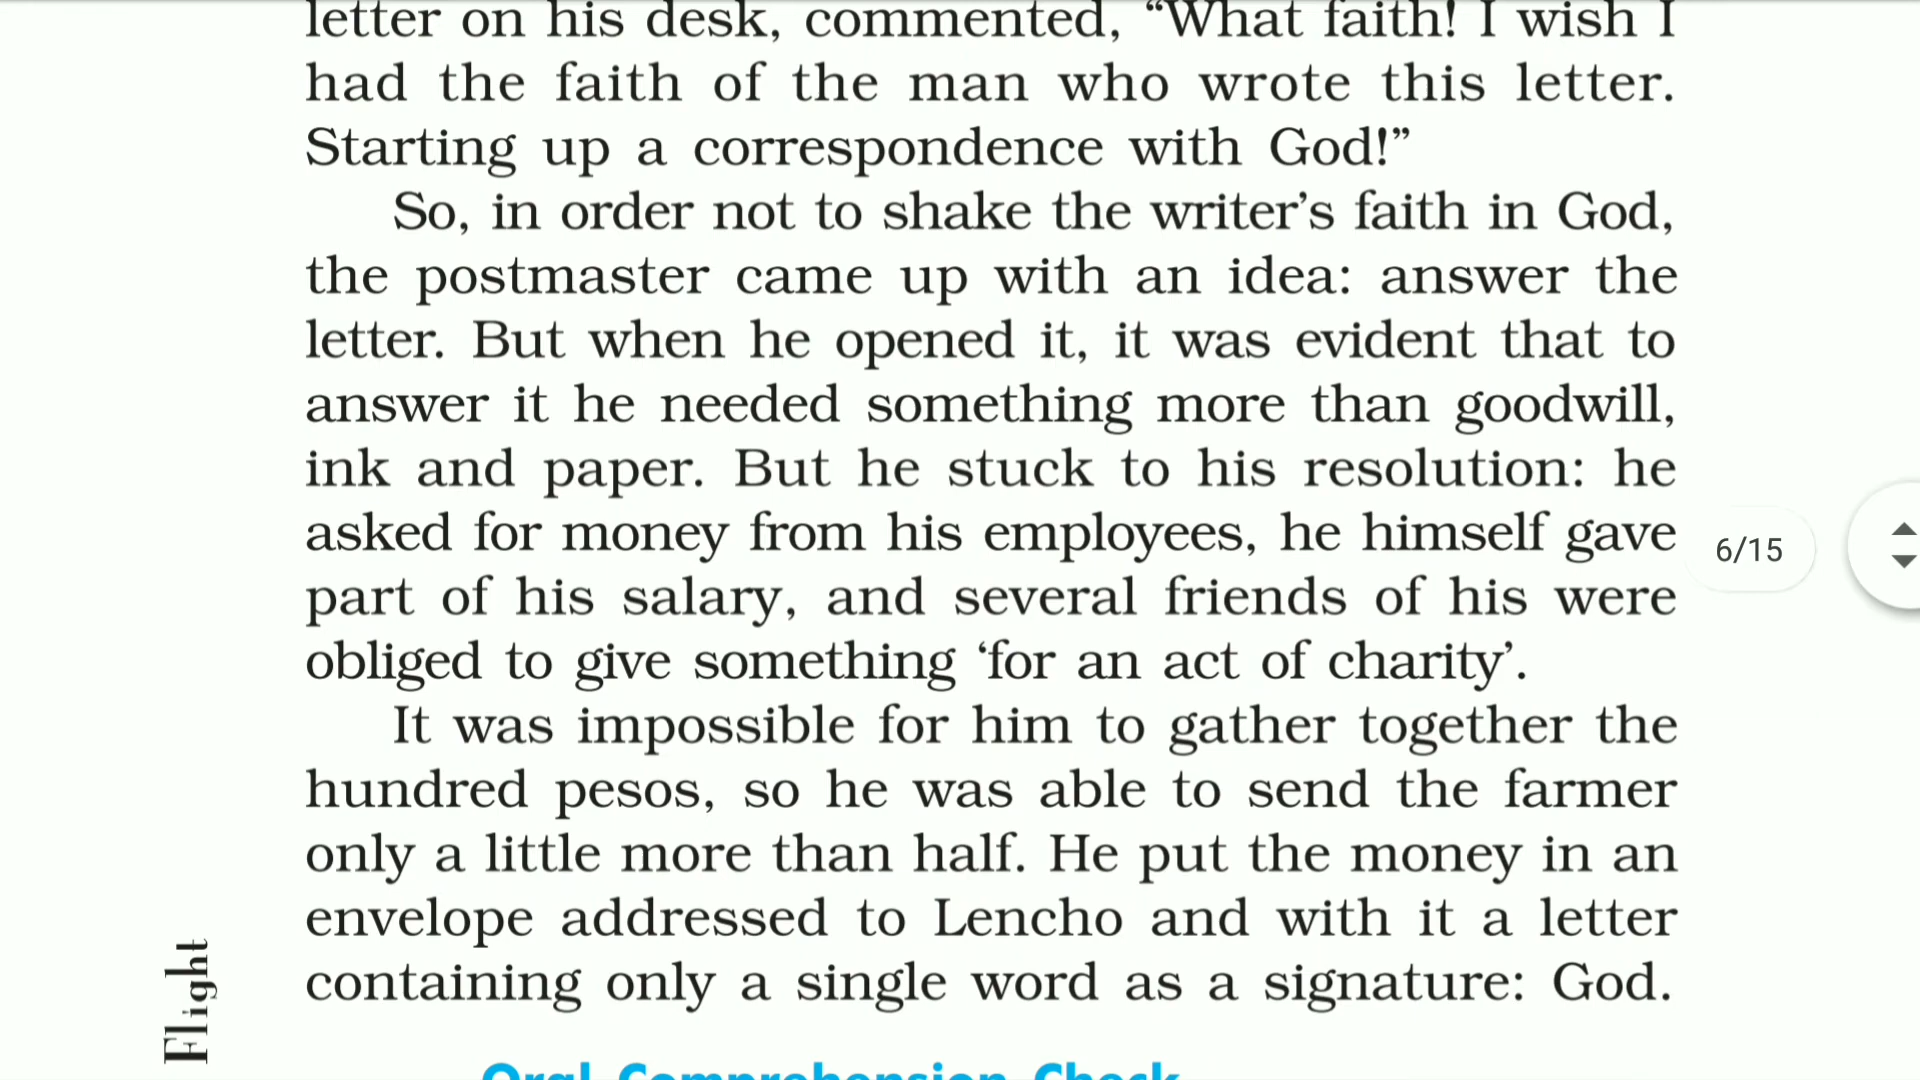 letter on his desk, commented, “What faith! I wish I
had the faith of the man who wrote this letter.
Starting up a correspondence with God!”
So, in order not to shake the writer’s faith in God,
the postmaster came up with an idea: answer the
letter. But when he opened it, it was evident that to
answer it he needed something more than goodwill,
ink and paper. But he stuck to his resolution: he
asked for money from his employees, he himself gave
part of his salary, and several friends of his were
obliged to give something ‘for an act of charity’.
It was impossible for him to gather together the
hundred pesos, so he was able to send the farmer
only a little more than half. He put the money in an
envelope addressed to Lencho and with it a letter
containing only a single word as a signature: God.
Oral Comprehension Check
6/15
Flight